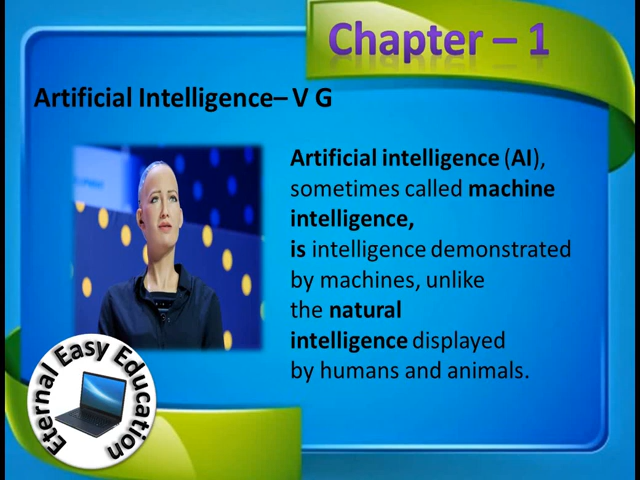 Chapter – 1
Artificial Intelligence– V G
Artificial intelligence (AI),
sometimes called machine
intelligence,
is intelligence demonstrated
by machines, unlike
the natural
intelligence displayed
by humans and animals.
Eternal Easy Education